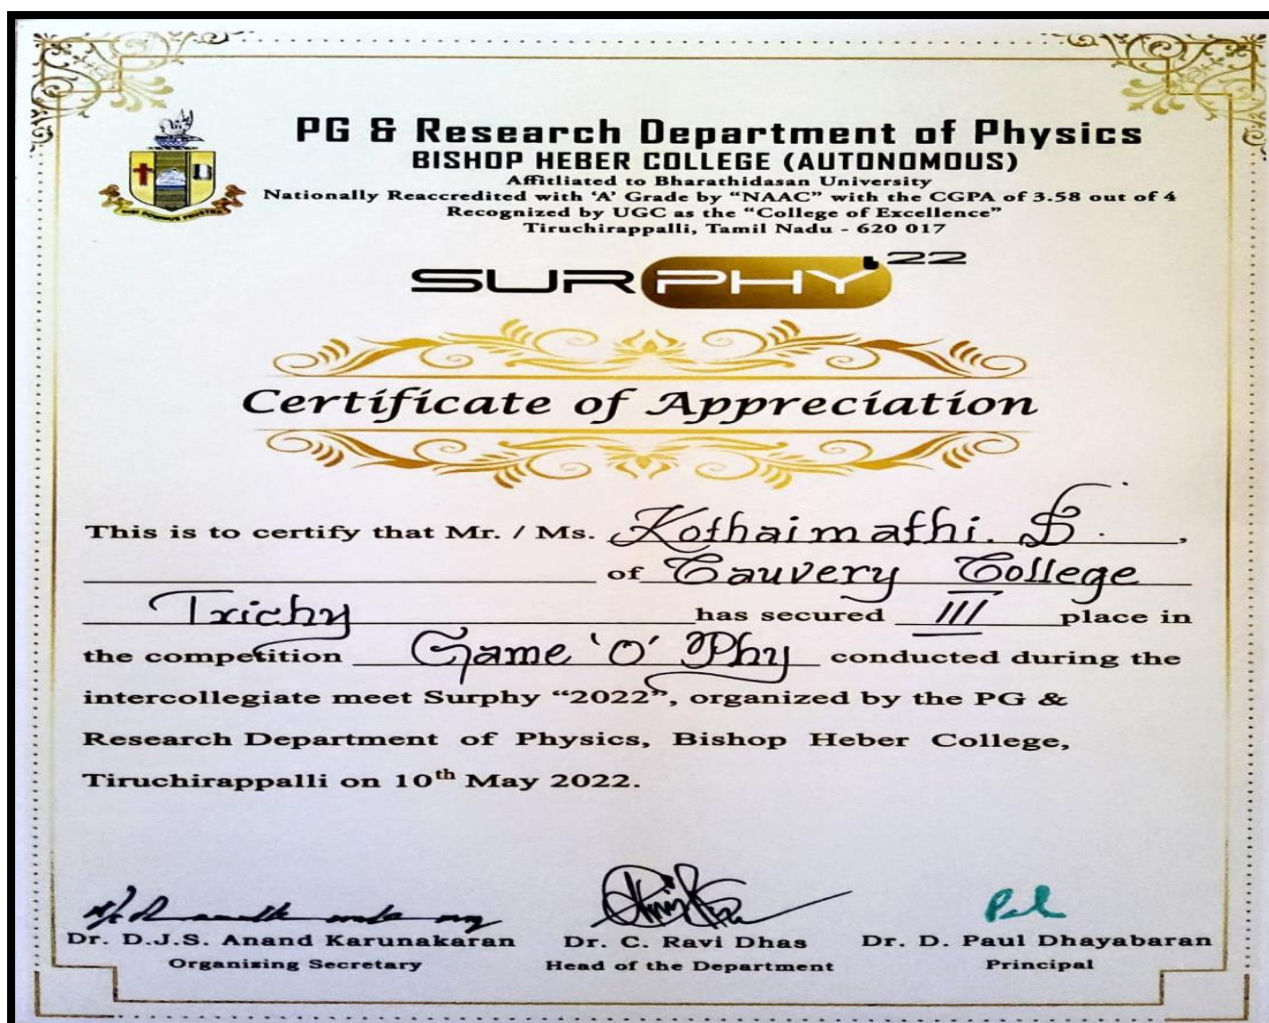 PG & Research Department of Physics
BISHOP HEBER COLLEGE (AUTONOMOUS)
Affitliated to Bharathidasan University
Nationally Reaccredited with ‘A’ Grade by “NAAC” with the CGPA of 3.58 out of 4
Recognized by UGC as the “College of Excellence”
Tiruchirappalli, Tamil Nadu - 620 017
SURPHY '22
Certificate of Appreciation
This is to certify that Mr. / Ms. Kothaimathi. S.,
of Cauvery College
Trichy has secured III place in
the competition Game 'O' Phy conducted during the
intercollegiate meet Surphy “2022”, organized by the PG &
Research Department of Physics, Bishop Heber College,
Tiruchirappalli on 10th May 2022.
Dr. D.J.S. Anand Karunakaran Dr. C. Ravi Dhas Dr. D. Paul Dhayabaran
Organising Secretary Head of the Department Principal